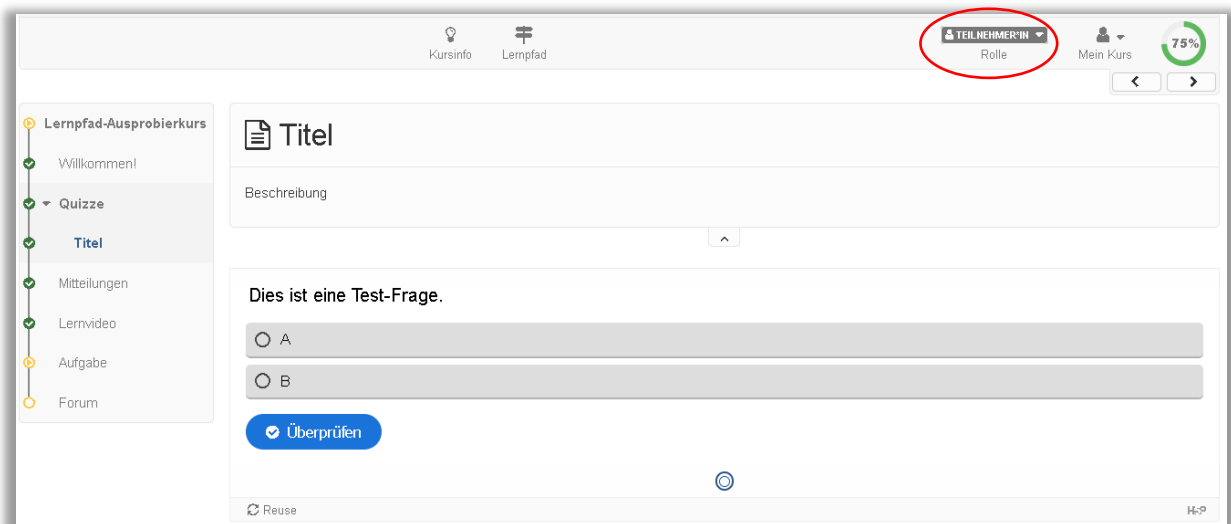 TEILNEHMER*IN
75%
Kursinfo Lernpfad Rolle Mein Kurs
Lernpfad-Ausprobierkurs
Willkommen!
Quizze
Titel
Mitteilungen
Lernvideo
Aufgabe
Forum
Titel
Beschreibung
Dies ist eine Test-Frage.
A
B
Überprüfen
Reuse H5P